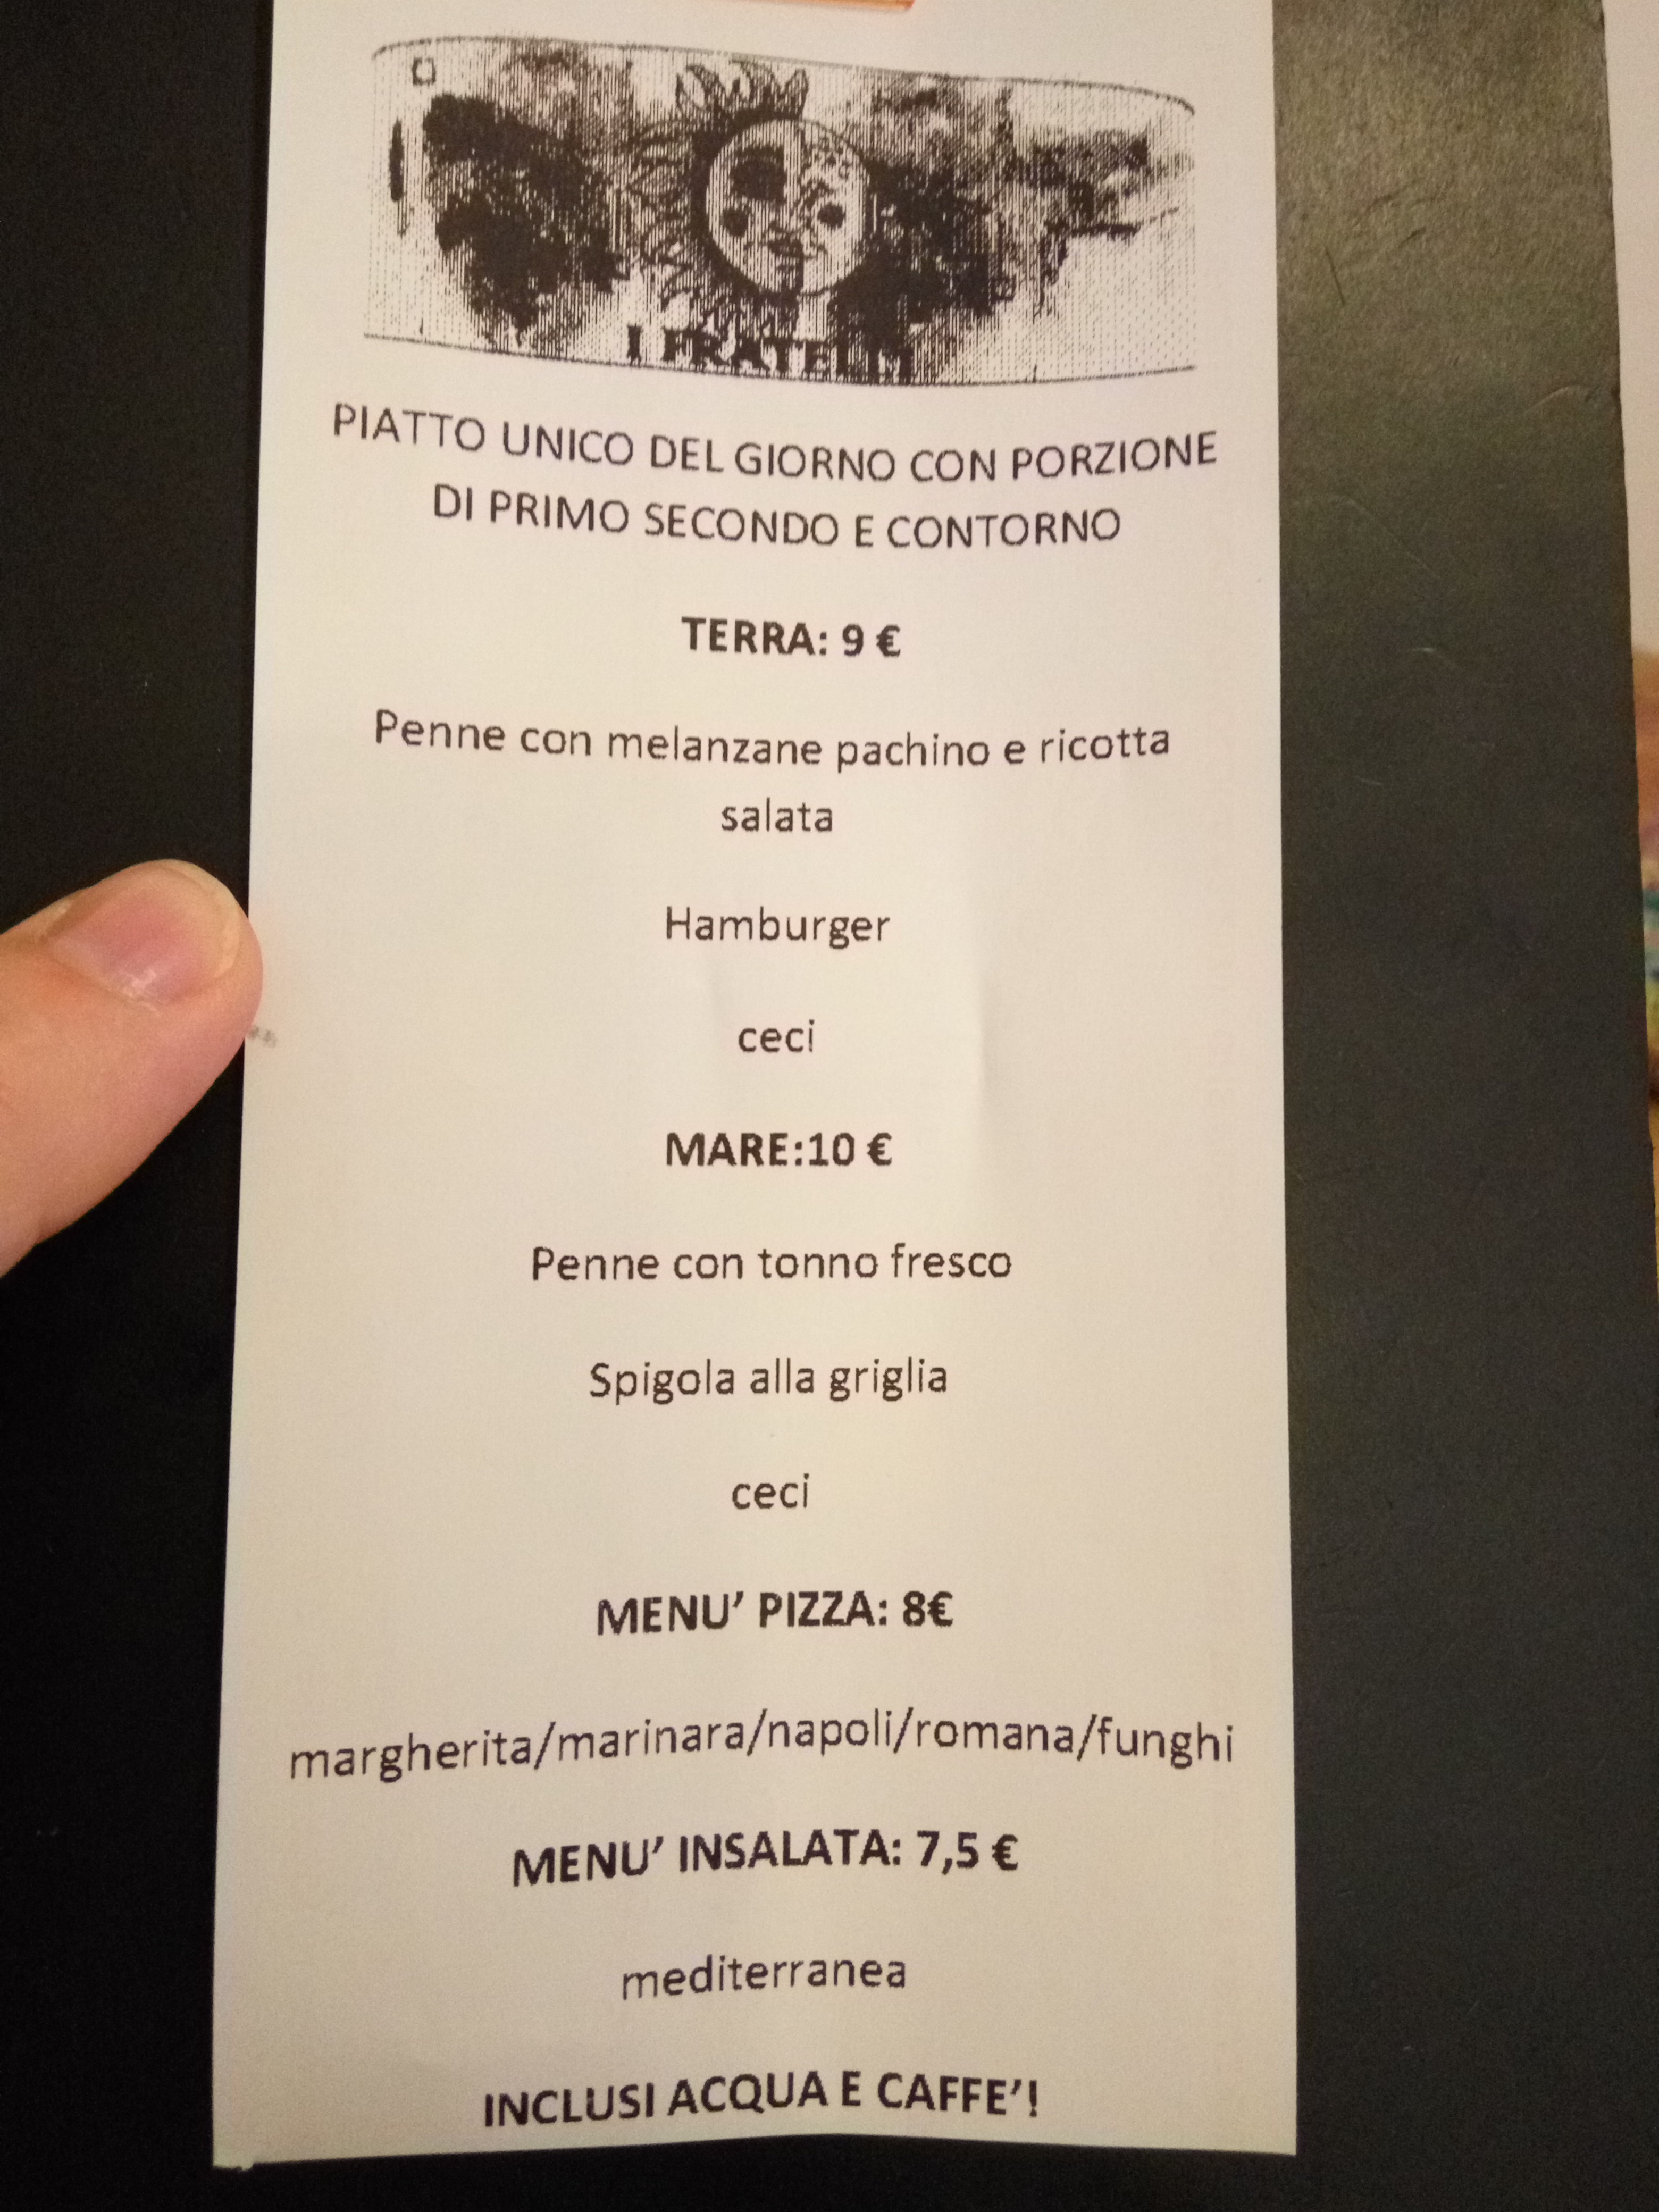 I FRATELLI
PIATTO UNICO DEL GIORNO CON PORZIONE
DI PRIMO SECONDO E CONTORNO
TERRA: 9 €
Penne con melanzane pachino e ricotta
salata
Hamburger
ceci
MARE:10 €
Penne con tonno fresco
Spigola alla griglia
ceci
MENU’ PIZZA: 8€
margherita/marinara/napoli/romana/funghi
MENU’ INSALATA: 7,5 €
mediterranea
INCLUSI ACQUA E CAFFE’!